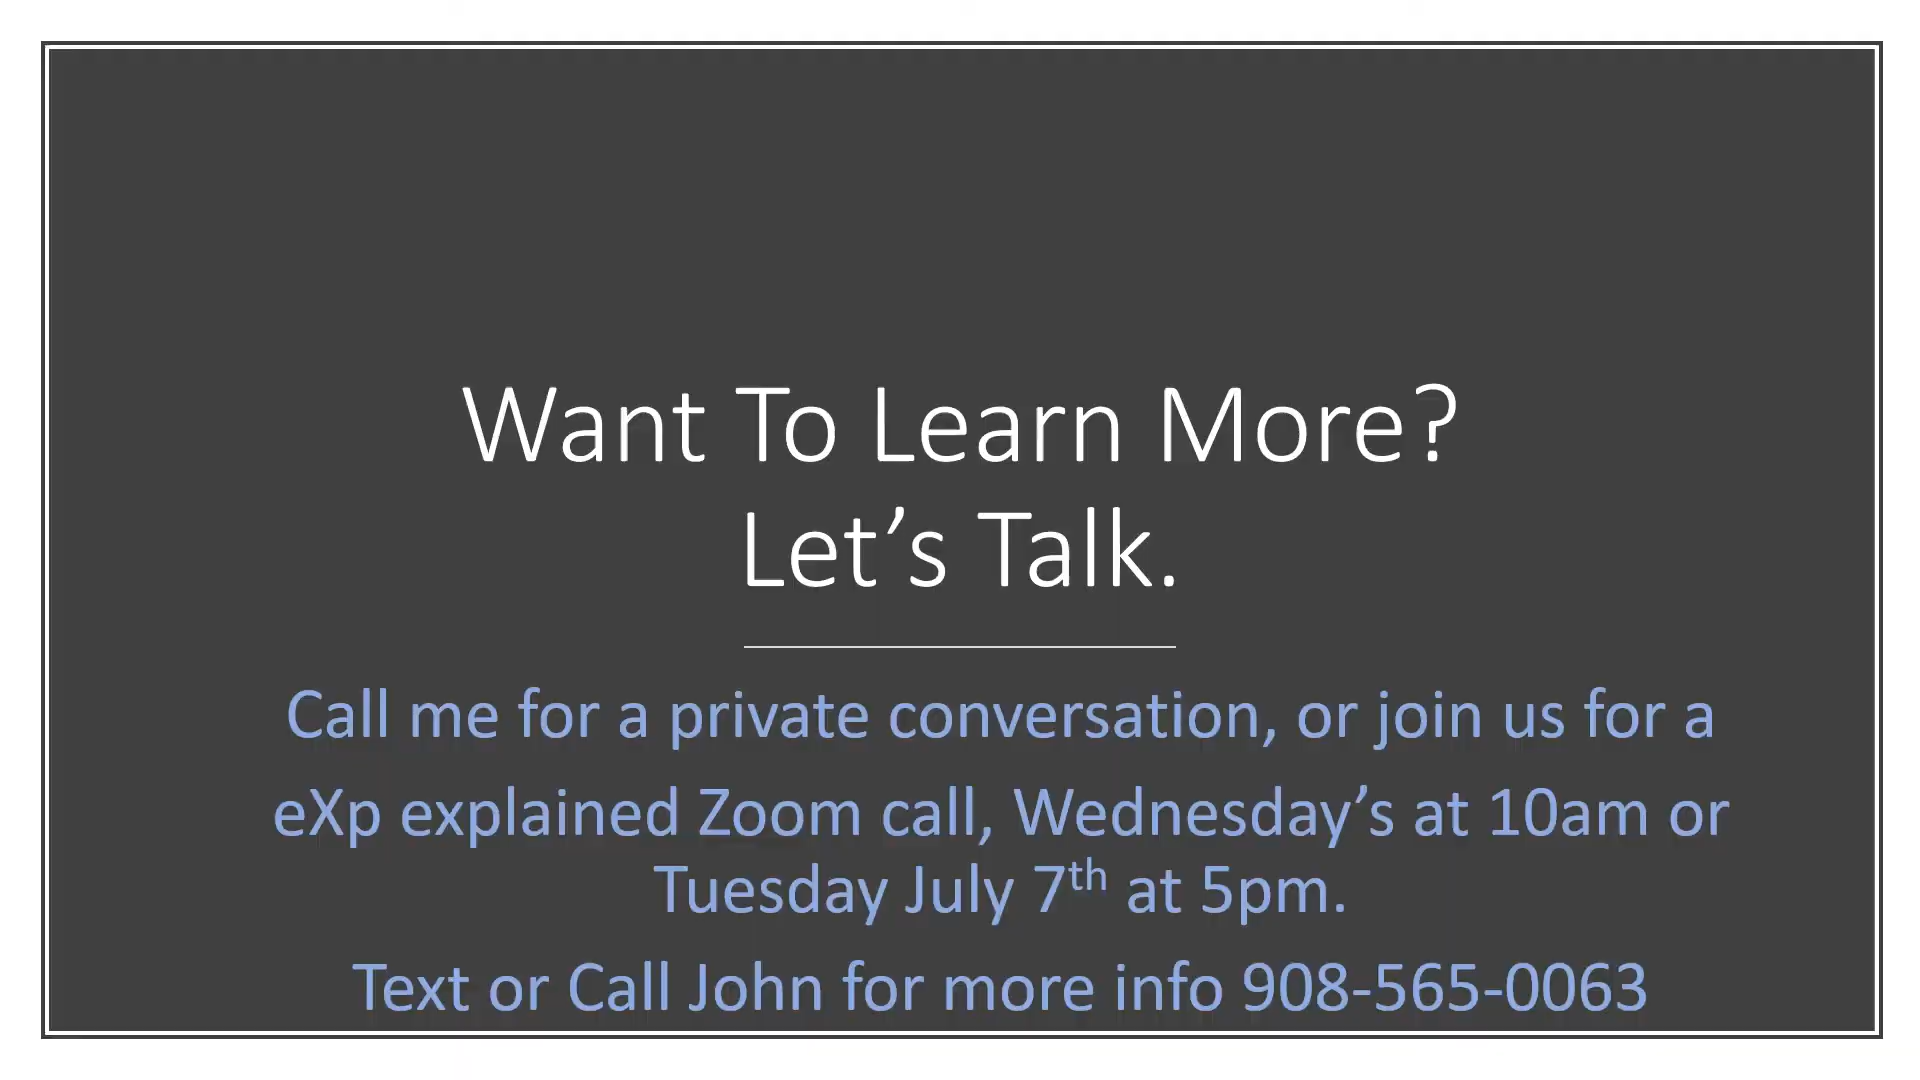 Want To Learn More?
Let’s Talk.
Call me for a private conversation, or join us for a
eXp explained Zoom call, Wednesday’s at 10am or
Tuesday July 7th at 5pm.
Text or Call John for more info 908-565-0063